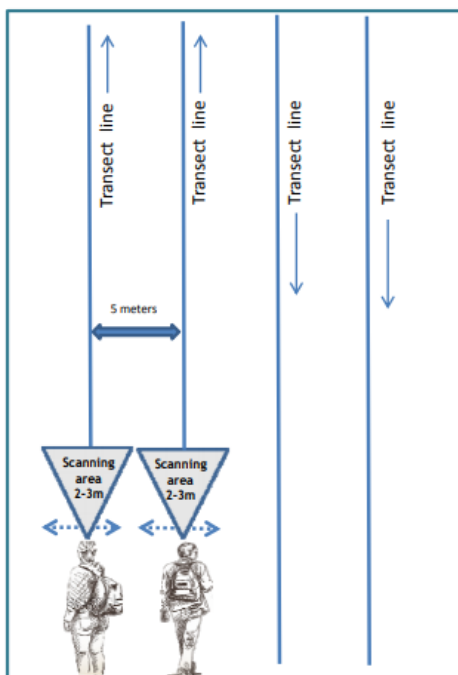 Transect line
Transect line
Transect line
Transect line
5 meters
Scanning
area
2-3m
Scanning
area
2-3m